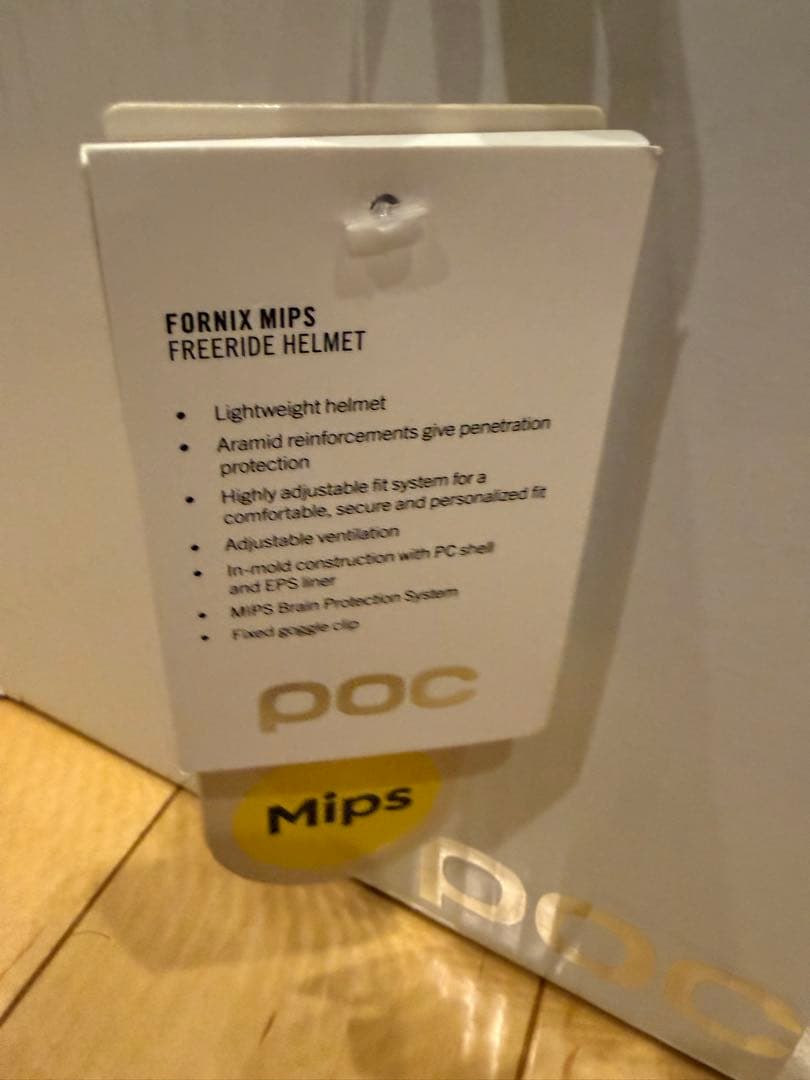 FORNIX MIPS
FREERIDE HELMET
• Lightweight helmet
• Aramid reinforcements give penetration
protection
• Highly adjustable fit system for a
comfortable, secure and personalized fit
• Adjustable ventilation
• In-mold construction with PC shell
and EPS liner
• MIPS Brain Protection System
• Fixed goggle clip
poc
Mips
poc